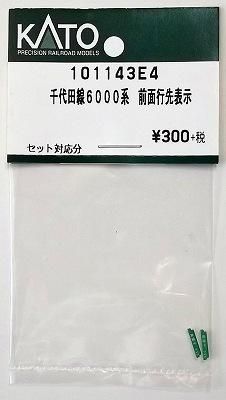 KATO
PRECISION RAILROAD MODELS
101143E4
千代田線6000系 前面行先表示
¥300+税
セット対応分